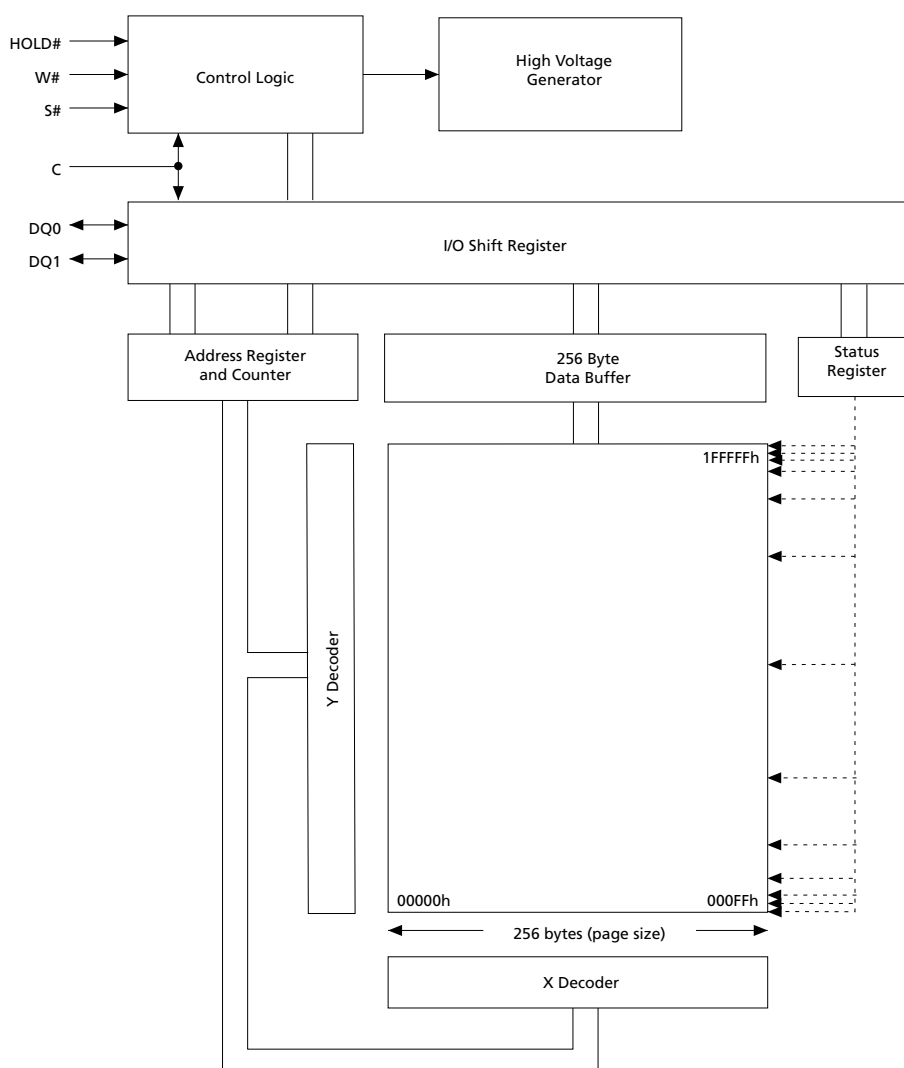 HOLD#
W#
S#
C
DQ0
DQ1
Control Logic
High Voltage
Generator
I/O Shift Register
Address Register
and Counter
256 Byte
Data Buffer
Status
Register
1FFFFFh
Y Decoder
00000h
000FFh
256 bytes (page size)
X Decoder